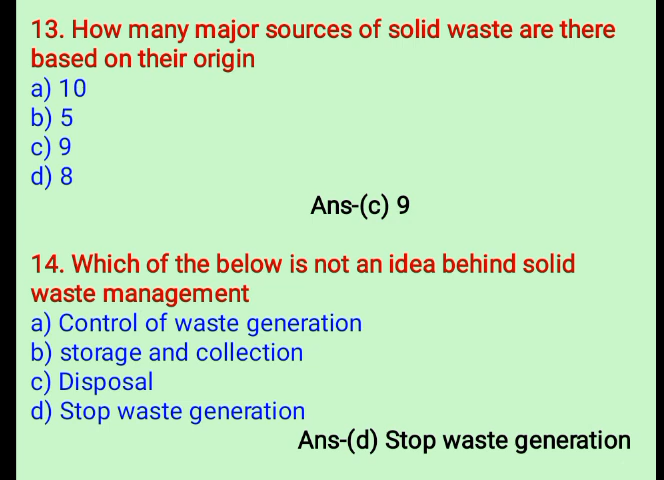 13. How many major sources of solid waste are there
based on their origin
a) 10
b) 5
c) 9
d) 8
Ans-(c) 9
14. Which of the below is not an idea behind solid
waste management
a) Control of waste generation
b) storage and collection
c) Disposal
d) Stop waste generation
Ans-(d) Stop waste generation